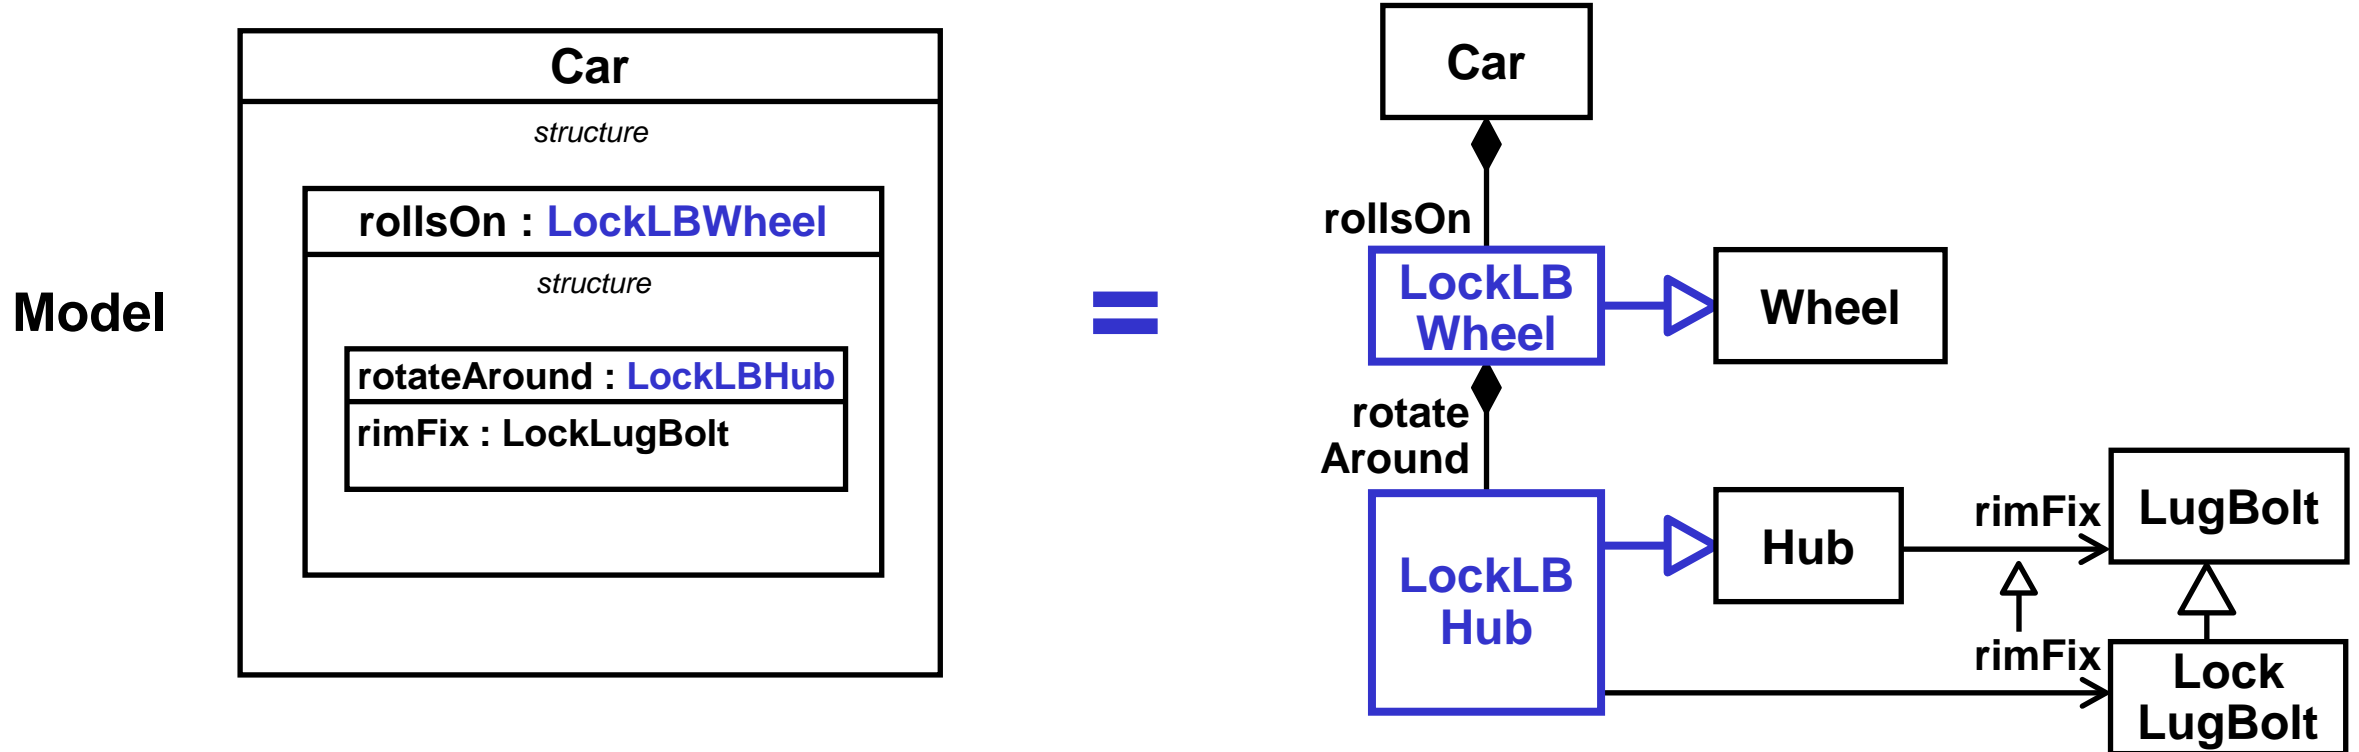 Model
Car
structure
rollsOn : LockLBWheel
structure
rotateAround : LockLBHub
rimFix : LockLugBolt
=
Car
rollsOn
LockLB
Wheel
Wheel
rotate
Around
LockLB
Hub
Hub
rimFix
LugBolt
rimFix
Lock
LugBolt